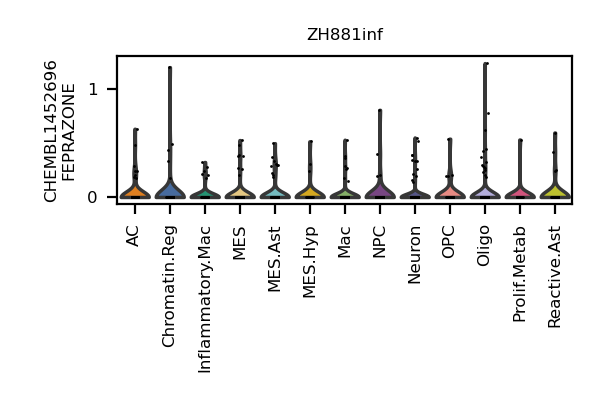 ZH881inf
CHEMBL1452696
FEPRAZONE
1
0
AC
Chromatin.Reg
Inflammatory.Mac
MES
MES.Ast
MES.Hyp
Mac
NPC
Neuron
OPC
Oligo
Prolif.Metab
Reactive.Ast